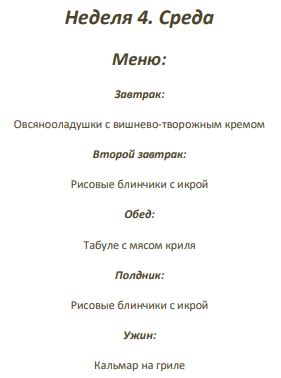 Неделя 4. Среда
Меню:
Завтрак:
Овсянооладушки с вишнево-творожным кремом
Второй завтрак:
Рисовые блинчики с икрой
Обед:
Табуле с мясом криля
Полдник:
Рисовые блинчики с икрой
Ужин:
Кальмар на гриле